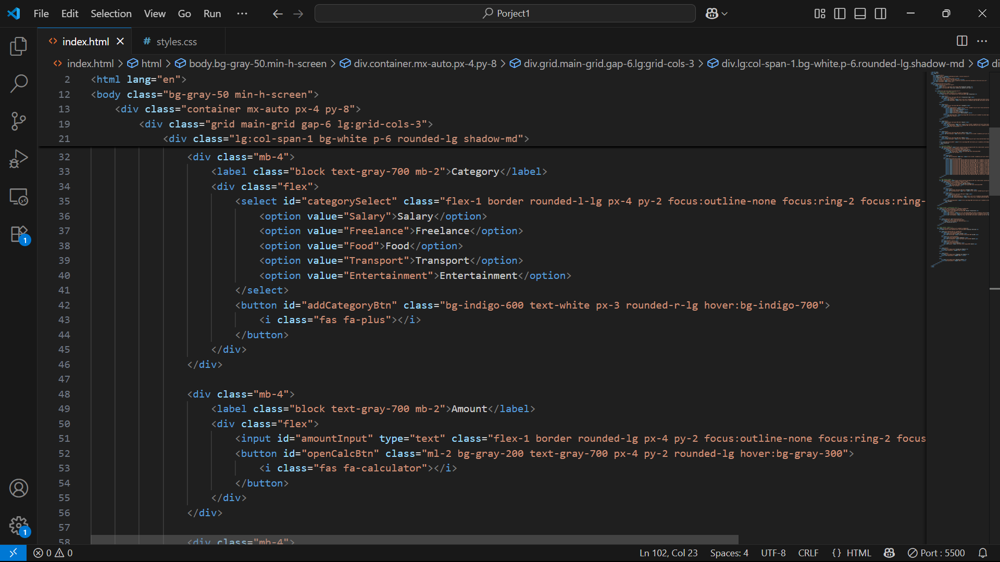 File Edit Selection View Go Run ··· Porject1
index.html styles.css
index.html > html > body.bg-gray-50.min-h-screen > div.container.mx-auto.px-4.py-8 > div.grid.main-grid.gap-6.lg:grid-cols-3 > div.lg:col-span-1.bg-white.p-6.rounded-lg.shadow-md > di
2 <html lang="en">
12 <body class="bg-gray-50 min-h-screen">
13 <div class="container mx-auto px-4 py-8">
19 <div class="grid main-grid gap-6 lg:grid-cols-3">
21 <div class="lg:col-span-1 bg-white p-6 rounded-lg shadow-md">
32 <div class="mb-4">
33 <label class="block text-gray-700 mb-2">Category</label>
34 <div class="flex">
35 <select id="categorySelect" class="flex-1 border rounded-l-lg px-4 py-2 focus:outline-none focus:ring-2 focus:ring-
36 <option value="Salary">Salary</option>
37 <option value="Freelance">Freelance</option>
38 <option value="Food">Food</option>
39 <option value="Transport">Transport</option>
40 <option value="Entertainment">Entertainment</option>
41 </select>
42 <button id="addCategoryBtn" class="bg-indigo-600 text-white px-3 rounded-r-lg hover:bg-indigo-700">
43 <i class="fas fa-plus"></i>
44 </button>
45 </div>
46 </div>
47
48 <div class="mb-4">
49 <label class="block text-gray-700 mb-2">Amount</label>
50 <div class="flex">
51 <input id="amountInput" type="text" class="flex-1 border rounded-lg px-4 py-2 focus:outline-none focus:ring-2 focus
52 <button id="openCalcBtn" class="ml-2 bg-gray-200 text-gray-700 px-4 py-2 rounded-lg hover:bg-gray-300">
53 <i class="fas fa-calculator"></i>
54 </button>
55 </div>
56 </div>
57
58 <div class="mb-4">
1
1
0 0 Ln 102, Col 23 Spaces: 4 UTF-8 CRLF {} HTML Port : 5500